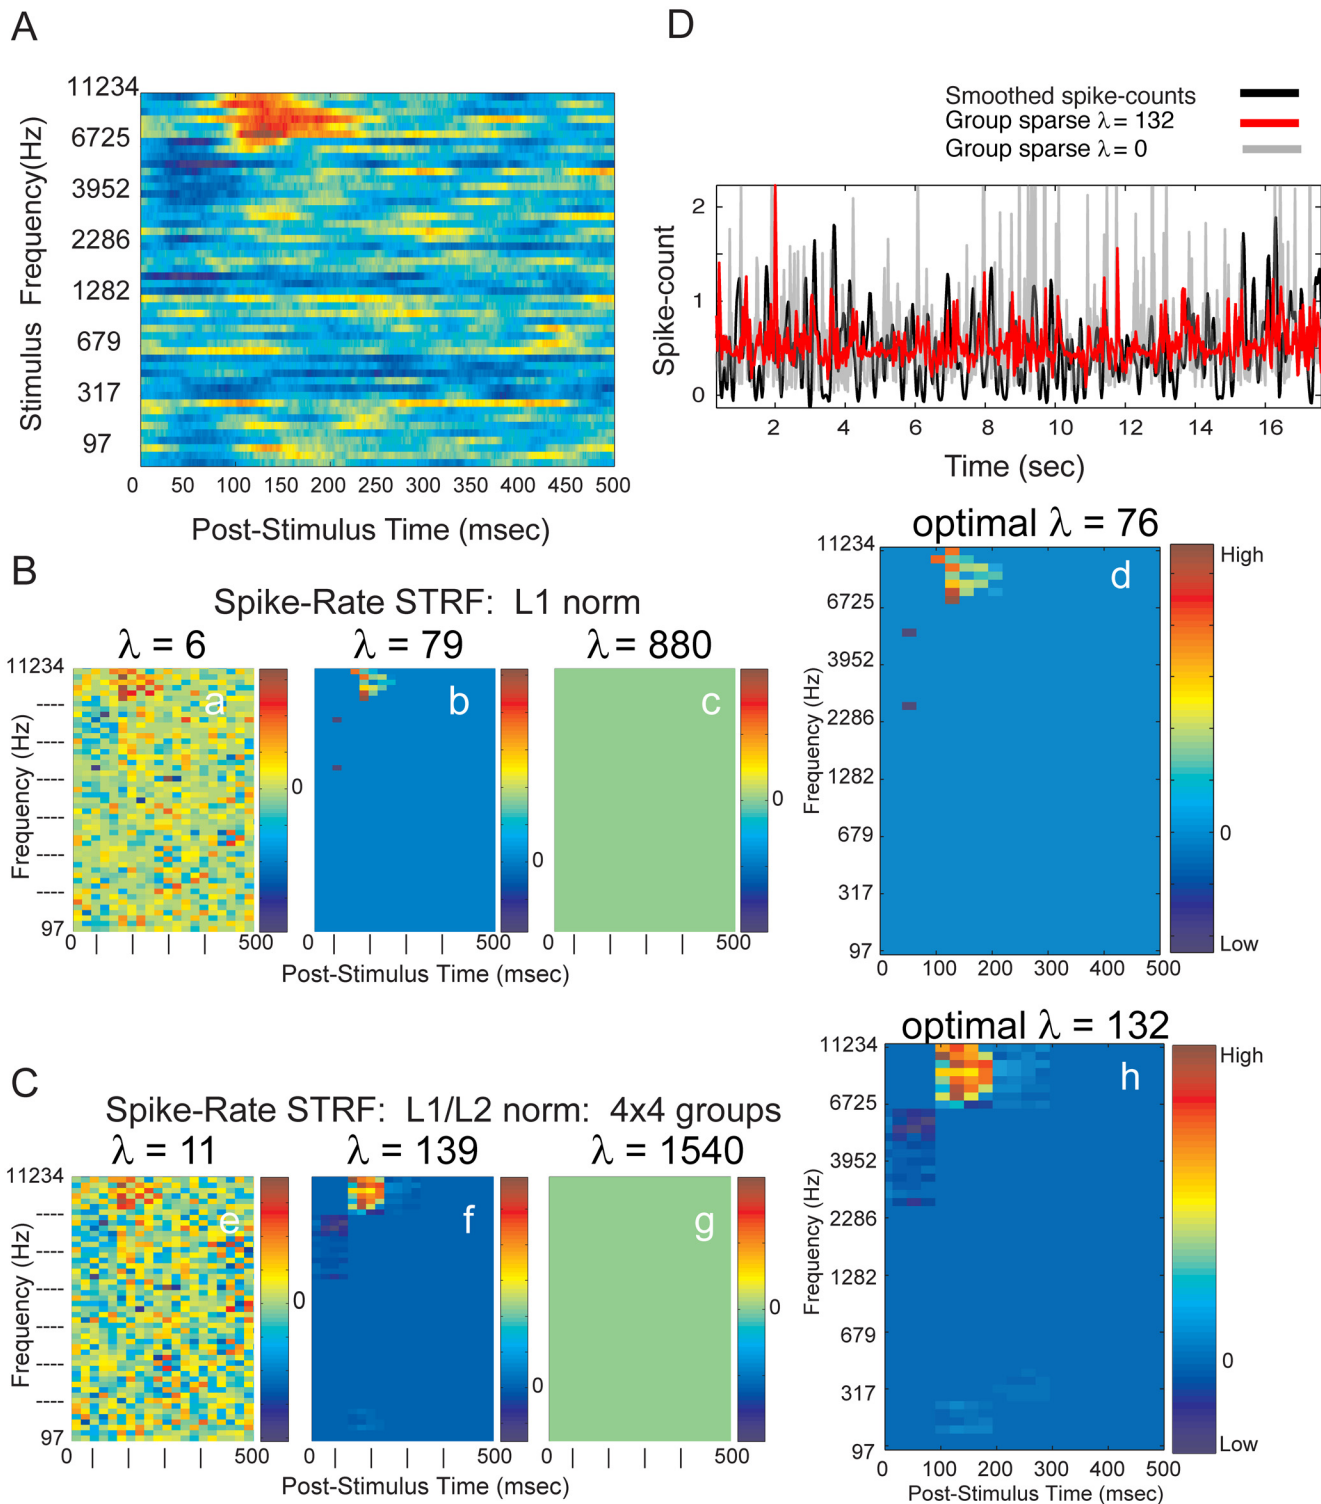 A
11234
6725
3952
2286
1282
679
317
97
Stimulus Frequency(Hz)
0 50 100 150 200 250 300 350 400 450 500
Post-Stimulus Time (msec)
D
Smoothed spike-counts
Group sparse λ = 132
Group sparse λ = 0
2
1
0
Spike-count
2 4 6 8 10 12 14 16
Time (sec)
B
Spike-Rate STRF: L1 norm
λ = 6
λ = 79
λ = 880
11234
----
----
----
----
----
----
97
Frequency (Hz)
a
b
c
0
0
0
0 | | | | 500
0 | | | | 500
0 | | | | 500
Post-Stimulus Time (msec)
optimal λ = 76
11234
6725
3952
2286
1282
679
317
97
Frequency (Hz)
d
High
0
Low
0 100 200 300 400 500
C
Spike-Rate STRF: L1/L2 norm: 4x4 groups
λ = 11
λ = 139
λ = 1540
11234
----
----
----
----
----
----
97
Frequency (Hz)
e
f
g
0
0
0
0 | | | | 500
0 | | | | 500
0 | | | | 500
Post-Stimulus Time (msec)
optimal λ = 132
11234
6725
3952
2286
1282
679
317
97
Frequency (Hz)
h
High
0
Low
0 100 200 300 400 500
Post-Stimulus Time (msec)